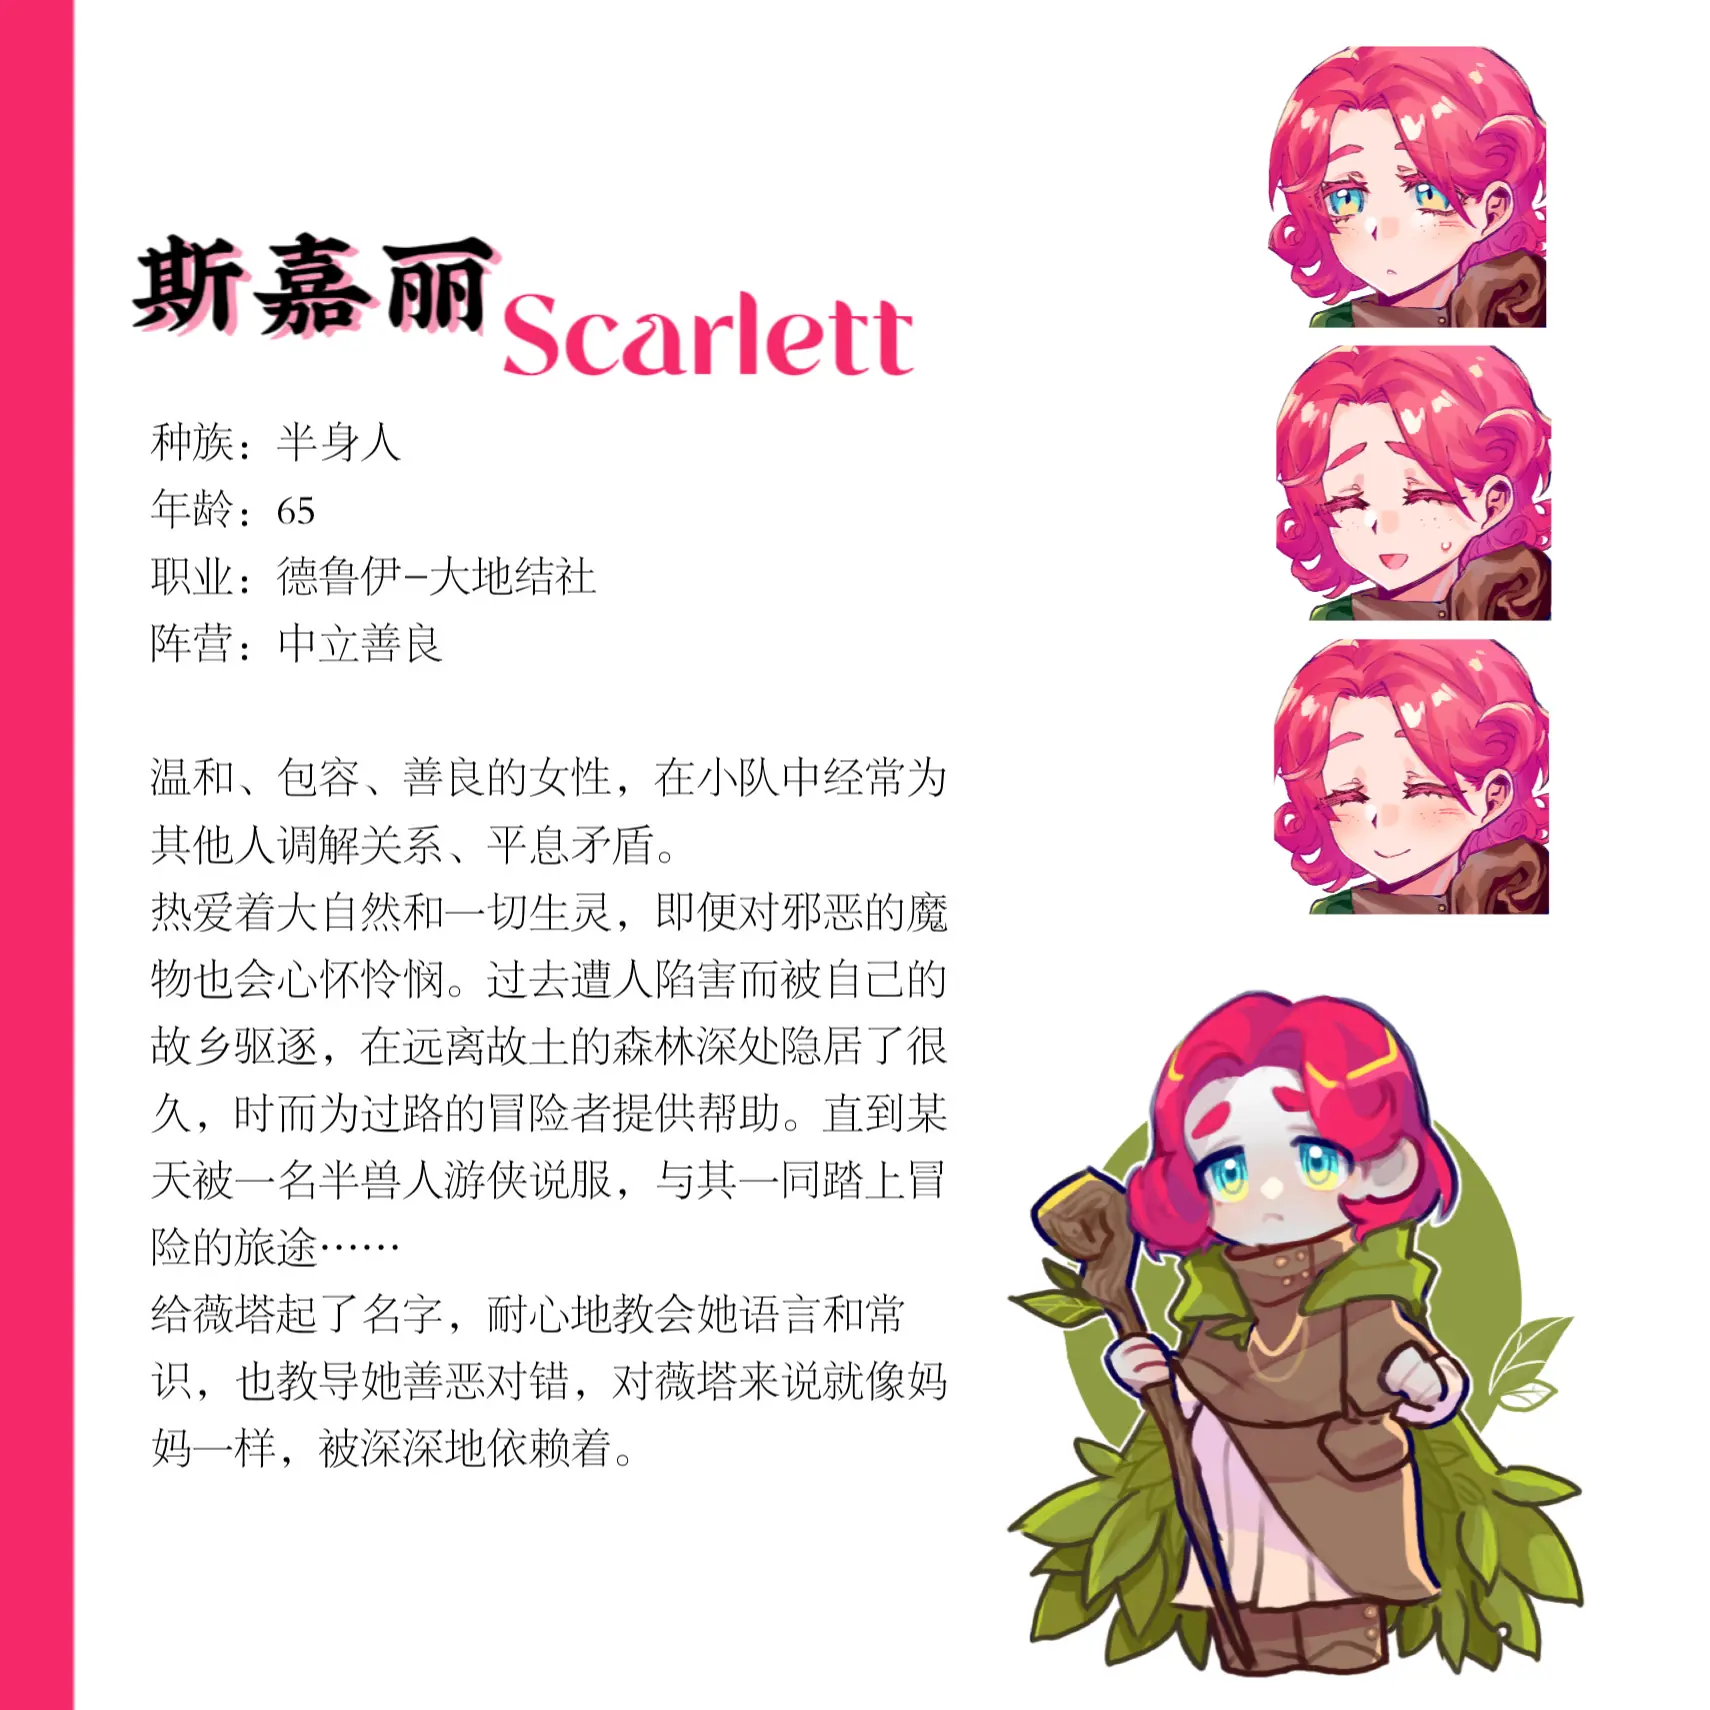 斯嘉丽
Scarlett
种族：半身人
年龄：65
职业：德鲁伊-大地结社
阵营：中立善良
温和、包容、善良的女性，在小队中经常为
其他人调解关系、平息矛盾。
热爱着大自然和一切生灵，即便对邪恶的魔
物也会心怀怜悯。过去遭人陷害而被自己的
故乡驱逐，在远离故土的森林深处隐居了很
久，时而为过路的冒险者提供帮助。直到某
天被一名半兽人游侠说服，与其一同踏上冒
险的旅途……
给薇塔起了名字，耐心地教会她语言和常
识，也教导她善恶对错，对薇塔来说就像妈
妈一样，被深深地依赖着。